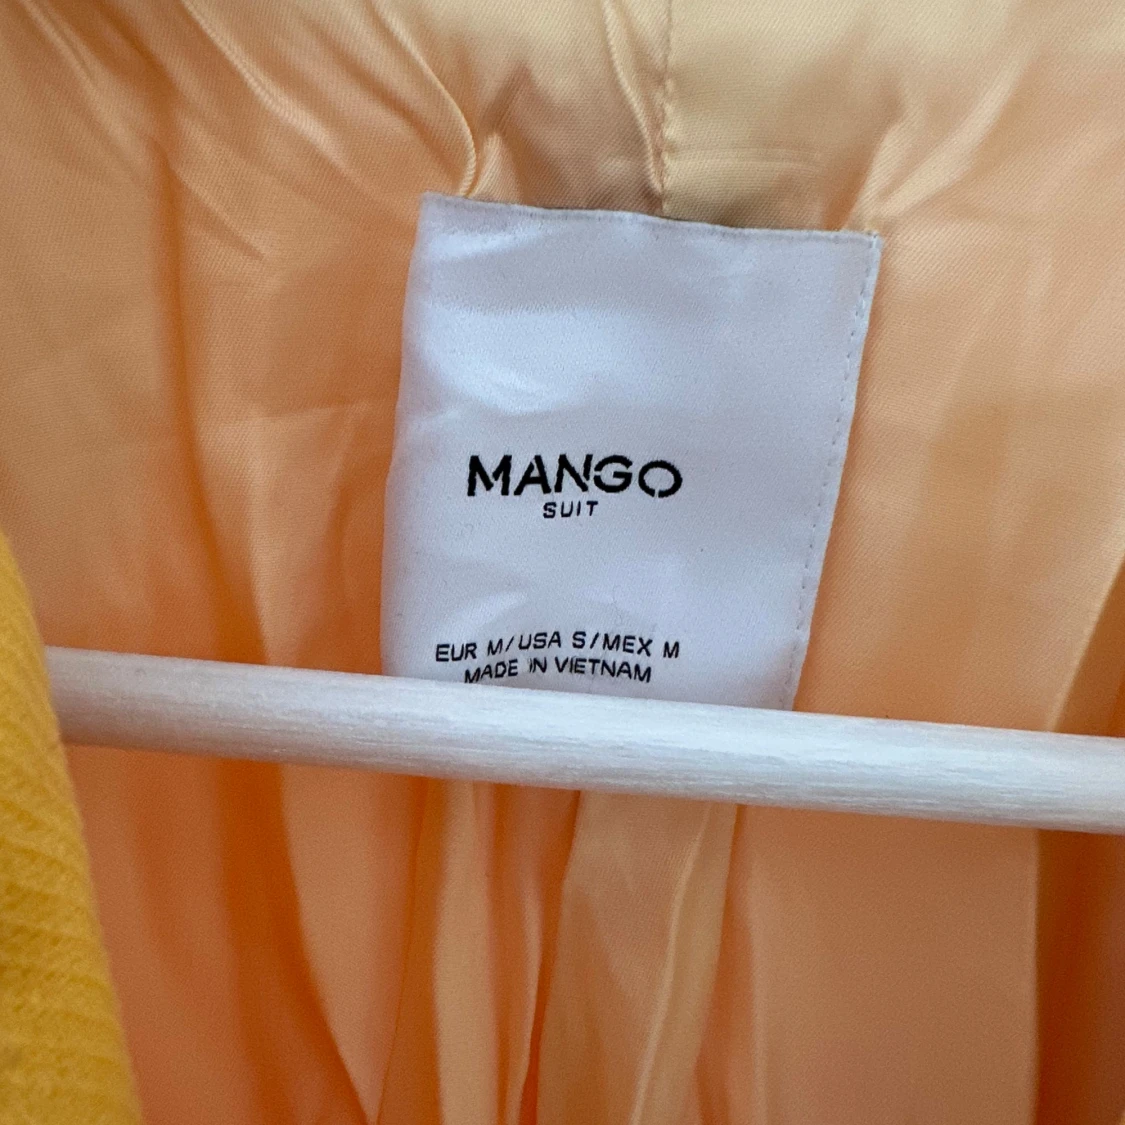 MANGO
SUIT
EUR M/USA S/MEX M
MADE IN VIETNAM